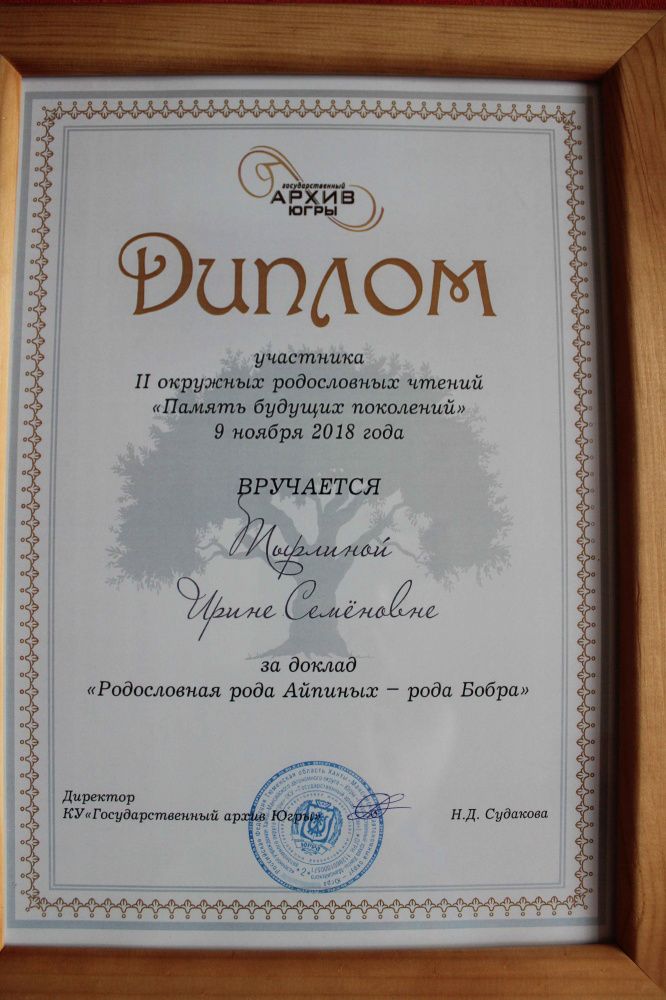 государственный
АРХИВ
ЮГРЫ
Диплом
участника
II окружных родословных чтений
«Память будущих поколений»
9 ноября 2018 года
ВРУЧАЕТСЯ
Тырлиной
Ирине Семёновне
за доклад
«Родословная рода Айпиных – рода Бобра»
Директор
КУ«Государственный архив Югры»
Н.Д. Судакова